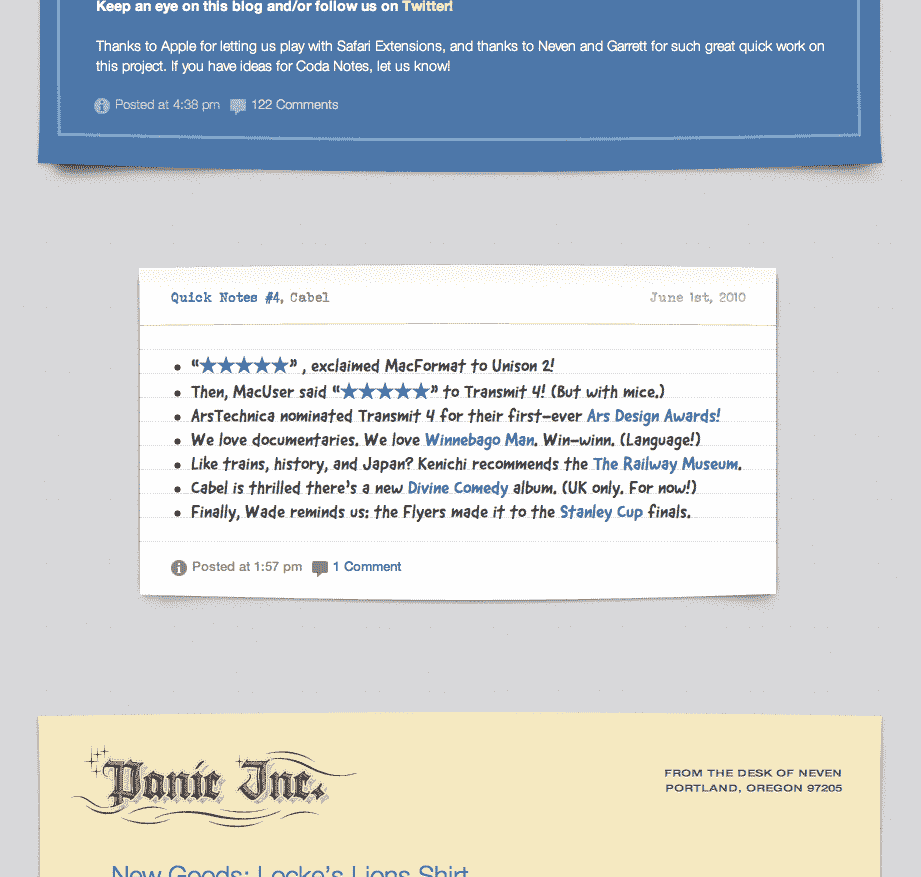 Keep an eye on this blog and/or follow us on Twitter!
Thanks to Apple for letting us play with Safari Extensions, and thanks to Neven and Garrett for such great quick work on
this project. If you have ideas for Coda Notes, let us know!
Posted at 4:38 pm 122 Comments
Quick Notes #4, Cabel June 1st, 2010
• “★★★★★” , exclaimed MacFormat to Unison 2!
• Then, MacUser said “★★★★★” to Transmit 4! (But with mice.)
• ArsTechnica nominated Transmit 4 for their first-ever Ars Design Awards!
• We love documentaries. We love Winnebago Man. Win-winn. (Language!)
• Like trains, history, and Japan? Kenichi recommends the The Railway Museum.
• Cabel is thrilled there's a new Divine Comedy album. (UK only. For now!)
• Finally, Wade reminds us: the Flyers made it to the Stanley Cup finals.
Posted at 1:57 pm 1 Comment
Panic Inc.
FROM THE DESK OF NEVEN
PORTLAND, OREGON 97205
New Goods: Locke's Lions Shirt